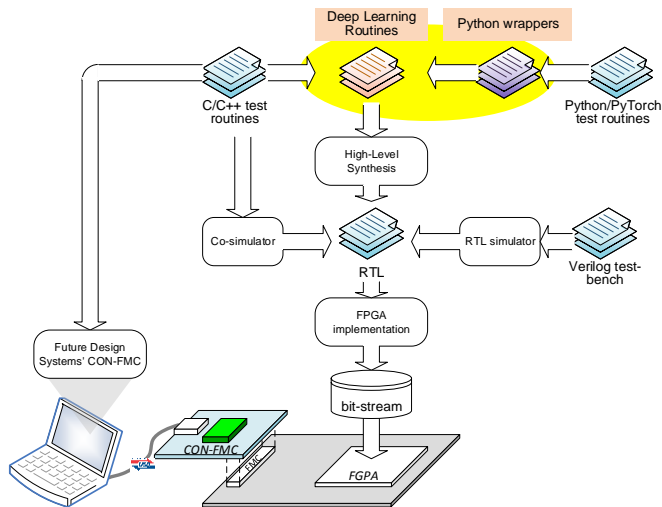 Deep Learning
Routines
Python wrappers
C/C++ test
routines
Python/PyTorch
test routines
High-Level
Synthesis
Co-simulator
RTL simulator
RTL
Verilog test-
bench
FPGA
implementation
Future Design
Systems' CON-FMC
bit-stream
CON-FMC
FMC
FGPA